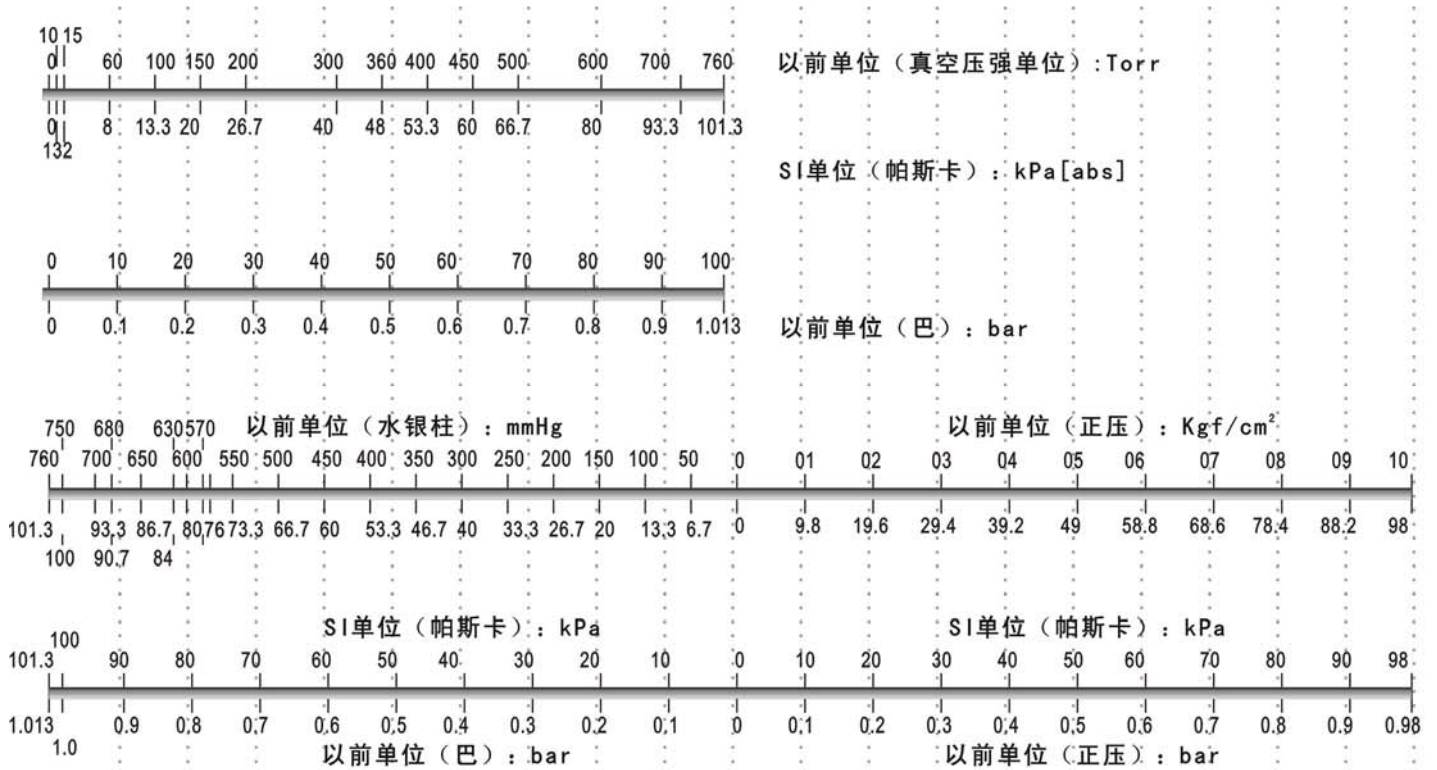 10 15
0 60 100 150 200 300 360 400 450 500 600 700 760
以前单位（真空压强单位）:Torr
0 8 13.3 20 26.7 40 48 53.3 60 66.7 80 93.3 101.3
132
SI单位（帕斯卡）：kPa[abs]
0 10 20 30 40 50 60 70 80 90 100
0 0.1 0.2 0.3 0.4 0.5 0.6 0.7 0.8 0.9 1.013
以前单位（巴）：bar
750 680 630 570 以前单位（水银柱）：mmHg 以前单位（正压）：Kgf/cm²
760 700 650 600 550 500 450 400 350 300 250 200 150 100 50 0 01 02 03 04 05 06 07 08 09 10
101.3 93.3 86.7 80 76 73.3 66.7 60 53.3 46.7 40 33.3 26.7 20 13.3 6.7 0 9.8 19.6 29.4 39.2 49 58.8 68.6 78.4 88.2 98
100 90.7 84
SI单位（帕斯卡）：kPa SI单位（帕斯卡）：kPa
100
101.3 90 80 70 60 50 40 30 20 10 0 10 20 30 40 50 60 70 80 90 98
1.013 0.9 0.8 0.7 0.6 0.5 0.4 0.3 0.2 0.1 0 0.1 0.2 0.3 0.4 0.5 0.6 0.7 0.8 0.9 0.98
1.0
以前单位（巴）：bar 以前单位（正压）：bar